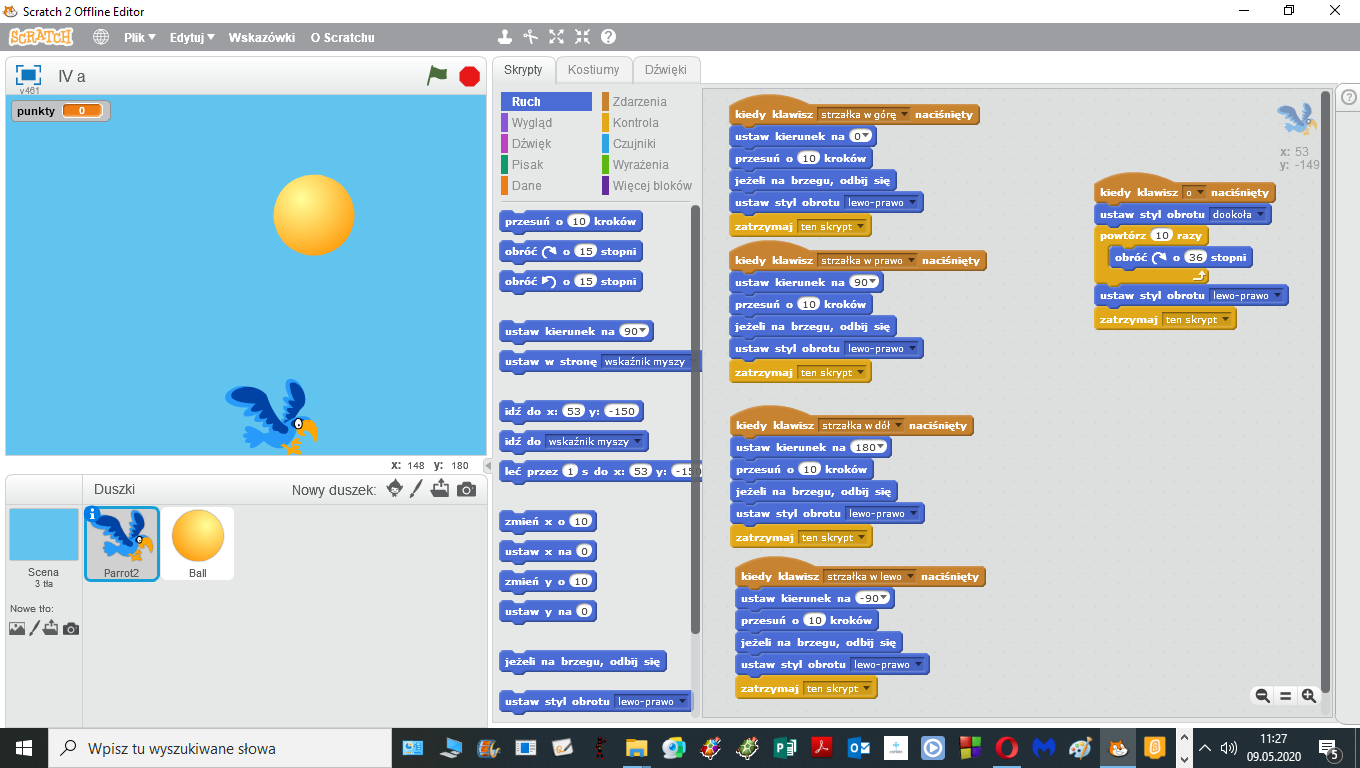 Scratch 2 Offline Editor
SCRATCH Plik Edytuj Wskazówki O Scratchu
IV a
v461
punkty 0
x: 148 y: 180
Duszki Nowy duszek:
Scena
3 tła
Nowe tło:
Parrot2
Ball
Skrypty Kostiumy Dźwięki
Ruch Zdarzenia
Wygląd Kontrola
Dźwięk Czujniki
Pisak Wyrażenia
Dane Więcej bloków
przesuń o 10 kroków
obróć o 15 stopni
obróć o 15 stopni
ustaw kierunek na 90
ustaw w stronę wskaźnik myszy
idź do x: 53 y: -150
idź do wskaźnik myszy
leć przez 1 s do x: 53 y: -150
zmień x o 10
ustaw x na 0
zmień y o 10
ustaw y na 0
jeżeli na brzegu, odbij się
ustaw styl obrotu lewo-prawo
kiedy klawisz strzałka w górę naciśnięty
ustaw kierunek na 0
przesuń o 10 kroków
jeżeli na brzegu, odbij się
ustaw styl obrotu lewo-prawo
zatrzymaj ten skrypt
kiedy klawisz strzałka w prawo naciśnięty
ustaw kierunek na 90
przesuń o 10 kroków
jeżeli na brzegu, odbij się
ustaw styl obrotu lewo-prawo
zatrzymaj ten skrypt
kiedy klawisz strzałka w dół naciśnięty
ustaw kierunek na 180
przesuń o 10 kroków
jeżeli na brzegu, odbij się
ustaw styl obrotu lewo-prawo
zatrzymaj ten skrypt
kiedy klawisz strzałka w lewo naciśnięty
ustaw kierunek na -90
przesuń o 10 kroków
jeżeli na brzegu, odbij się
ustaw styl obrotu lewo-prawo
zatrzymaj ten skrypt
x: 53
y: -149
kiedy klawisz o naciśnięty
ustaw styl obrotu dookoła
powtórz 10 razy
obróć o 36 stopni
ustaw styl obrotu lewo-prawo
zatrzymaj ten skrypt
Wpisz tu wyszukiwane słowa
11:27
09.05.2020
5